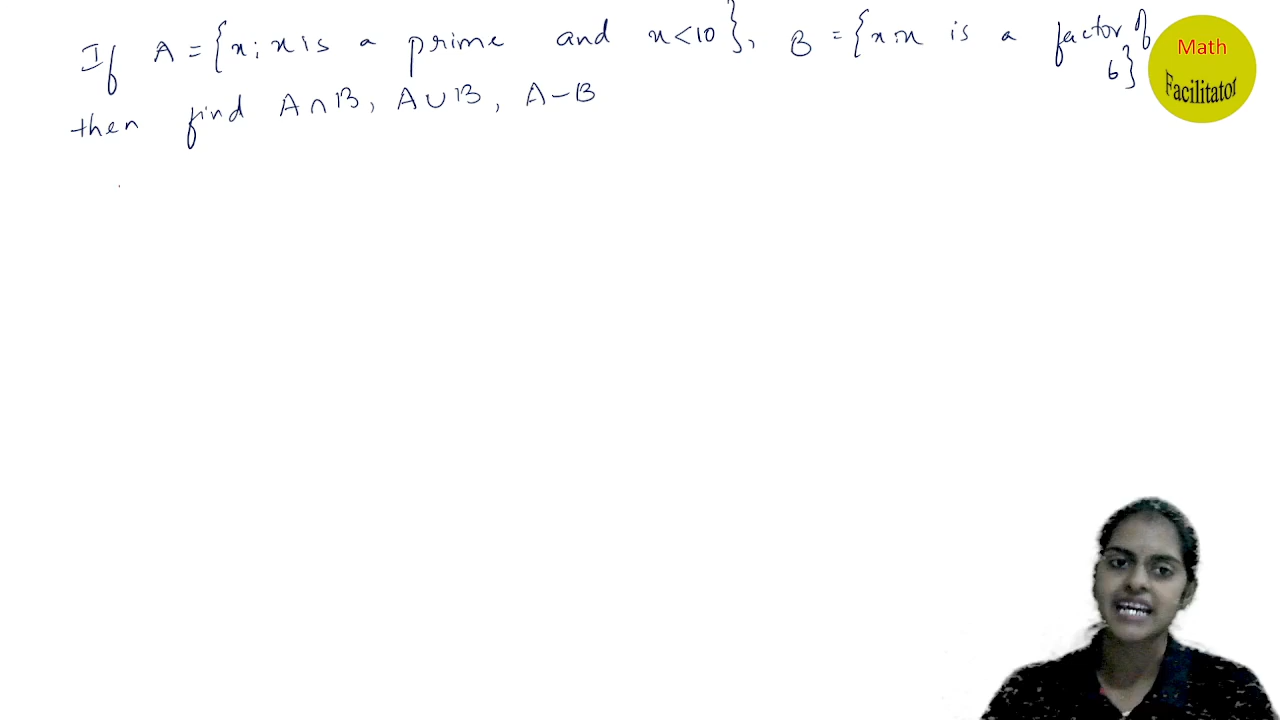 If A = {x; x is a prime and x<10}, B = {x:x is a factor of
6}
then find A∩B, A∪B, A-B
Math
Facilitator